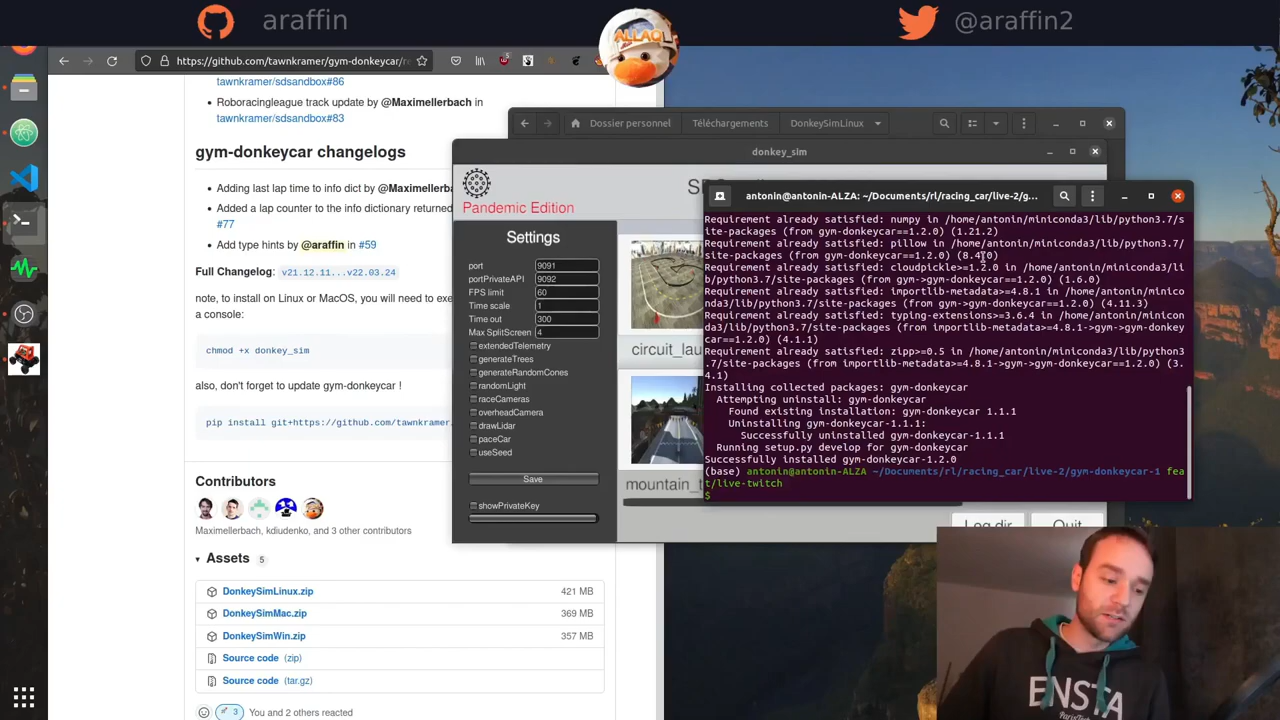 araffin
@araffin2
ALLAQI
https://github.com/tawnkramer/gym-donkeycar/re
tawnkramer/sdsandbox#86
Roboracingleague track update by @Maximellerbach in
tawnkramer/sdsandbox#83
gym-donkeycar changelogs
Adding last lap time to info dict by @Maximellerba
Added a lap counter to the info dictionary returned
#77
Add type hints by @araffin in #59
Full Changelog: v21.12.11...v22.03.24
note, to install on Linux or MacOS, you will need to exe
a console:
chmod +x donkey_sim
also, don't forget to update gym-donkeycar !
pip install git+https://github.com/tawnkramer.
Contributors
Maximellerbach, kdiudenko, and 3 other contributors
Assets 5
DonkeySimLinux.zip 421 MB
DonkeySimMac.zip 369 MB
DonkeySimWin.zip 357 MB
Source code (zip)
Source code (tar.gz)
3 You and 2 others reacted
Dossier personnel Téléchargements DonkeySimLinux
donkey_sim
Pandemic Edition
Settings
port 9091
portPrivateAPI 9092
FPS limit 60
Time scale 1
Time out 300
Max SplitScreen 4
extendedTelemetry
generateTrees
generateRandomCones
randomLight
raceCameras
overheadCamera
drawLidar
paceCar
useSeed
Save
showPrivateKey
circuit_lau
mountain_t
Log dir Quit
antonin@antonin-ALZA: ~/Documents/rl/racing_car/live-2/g...
Requirement already satisfied: numpy in /home/antonin/miniconda3/lib/python3.7/s
ite-packages (from gym-donkeycar==1.2.0) (1.21.2)
Requirement already satisfied: pillow in /home/antonin/miniconda3/lib/python3.7/
site-packages (from gym-donkeycar==1.2.0) (8.4.0)
Requirement already satisfied: cloudpickle>=1.2.0 in /home/antonin/miniconda3/li
b/python3.7/site-packages (from gym->gym-donkeycar==1.2.0) (1.6.0)
Requirement already satisfied: importlib-metadata>=4.8.1 in /home/antonin/minico
nda3/lib/python3.7/site-packages (from gym->gym-donkeycar==1.2.0) (4.11.3)
Requirement already satisfied: typing-extensions>=3.6.4 in /home/antonin/minicon
da3/lib/python3.7/site-packages (from importlib-metadata>=4.8.1->gym->gym-donkey
car==1.2.0) (4.1.1)
Requirement already satisfied: zipp>=0.5 in /home/antonin/miniconda3/lib/python3
.7/site-packages (from importlib-metadata>=4.8.1->gym->gym-donkeycar==1.2.0) (3.
4.1)
Installing collected packages: gym-donkeycar
Attempting uninstall: gym-donkeycar
Found existing installation: gym-donkeycar 1.1.1
Uninstalling gym-donkeycar-1.1.1:
Successfully uninstalled gym-donkeycar-1.1.1
Running setup.py develop for gym-donkeycar
Successfully installed gym-donkeycar-1.2.0
(base) antonin@antonin-ALZA ~/Documents/rl/racing_car/live-2/gym-donkeycar-1 fea
t/live-twitch
$
ENSTA
ParisTech